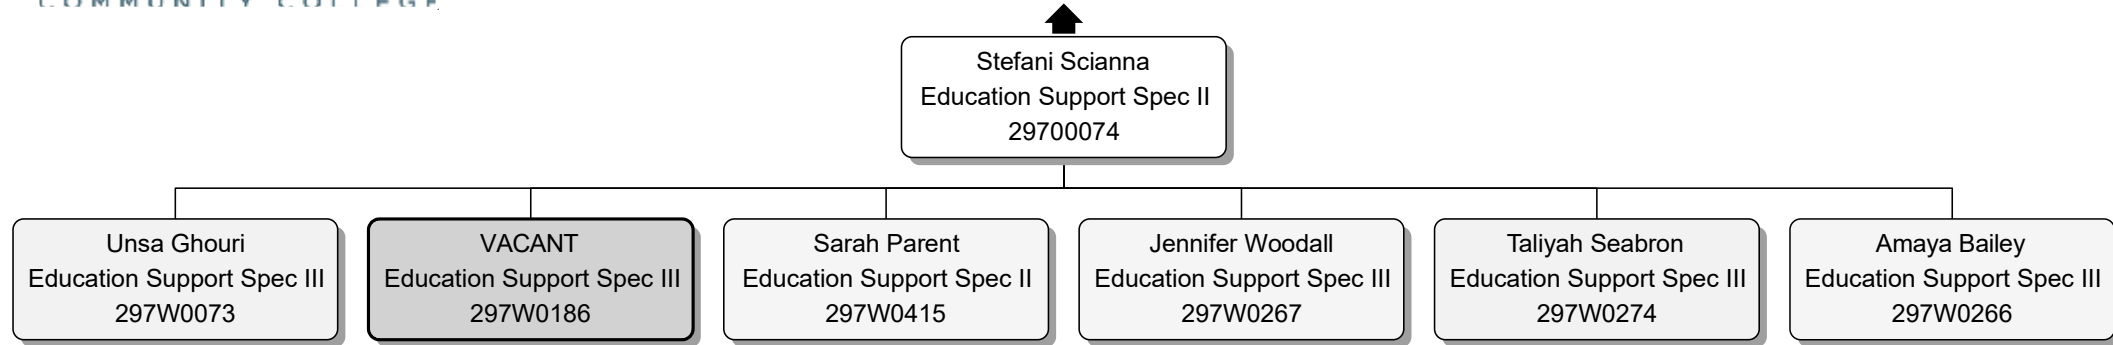 COMMUNITY COLLEGE
Stefani Scianna
Education Support Spec II
29700074
Unsa Ghouri
Education Support Spec III
297W0073
VACANT
Education Support Spec III
297W0186
Sarah Parent
Education Support Spec II
297W0415
Jennifer Woodall
Education Support Spec III
297W0267
Taliyah Seabron
Education Support Spec III
297W0274
Amaya Bailey
Education Support Spec III
297W0266